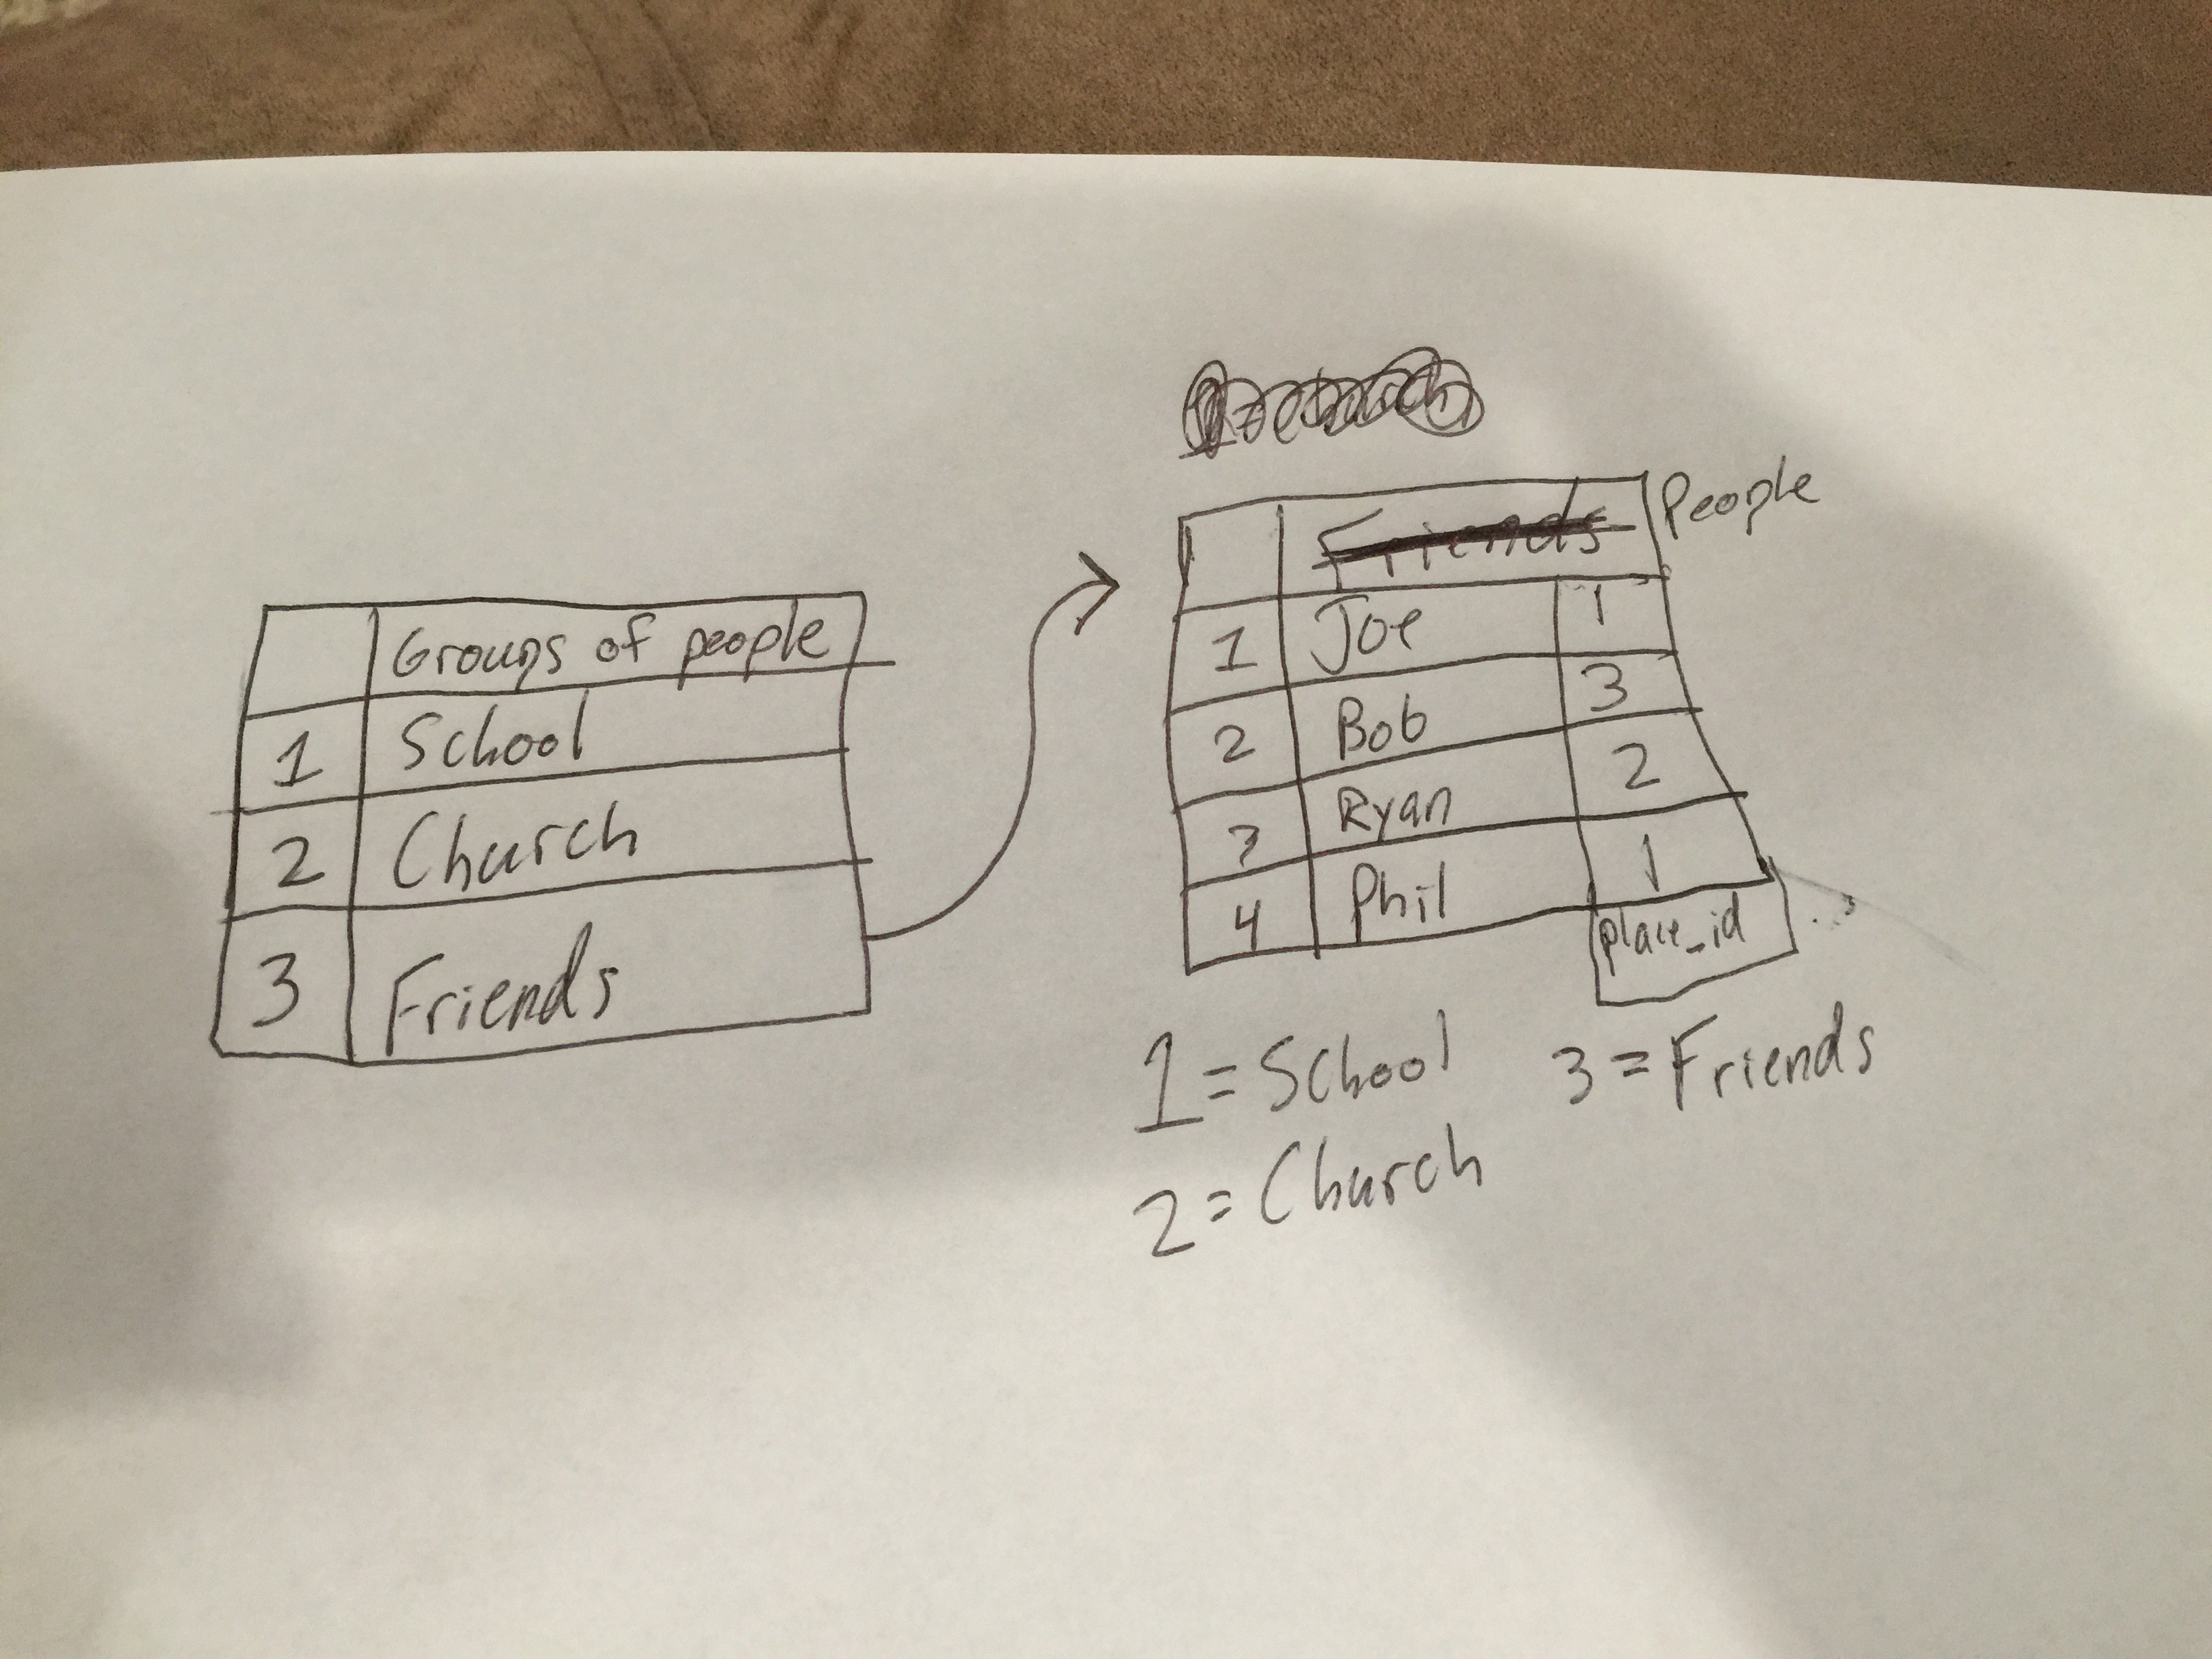 Groups of people
1 School
2 Church
3 Friends
Friends People
1 Joe 1
2 Bob 3
3 Ryan 2
4 Phil 1
place_id
1 = School 3 = Friends
2 = Church